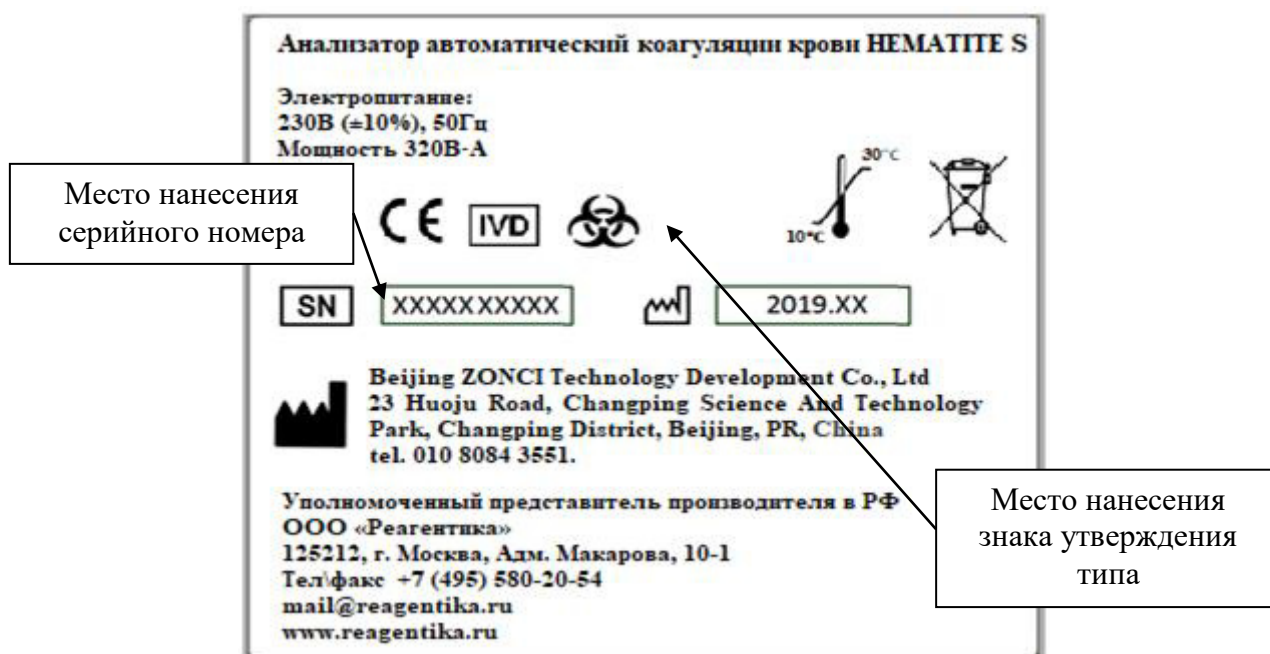 Анализатор автоматический коагуляции крови HEMATITE S
Электропитание:
230В (±10%), 50Гц
Мощность 320В-А
Место нанесения
серийного номера
CE IVD
30°C
10°C
SN XXXXXXXXXX 2019.XX
Beijing ZONCI Technology Development Co., Ltd
23 Huoju Road, Changping Science And Technology
Park, Changping District, Beijing, PR, China
tel. 010 8084 3551.
Уполномоченный представитель производителя в РФ
ООО «Реагентика»
125212, г. Москва, Адм. Макарова, 10-1
Тел\факс +7 (495) 580-20-54
mail@reagentika.ru
www.reagentika.ru
Место нанесения
знака утверждения
типа